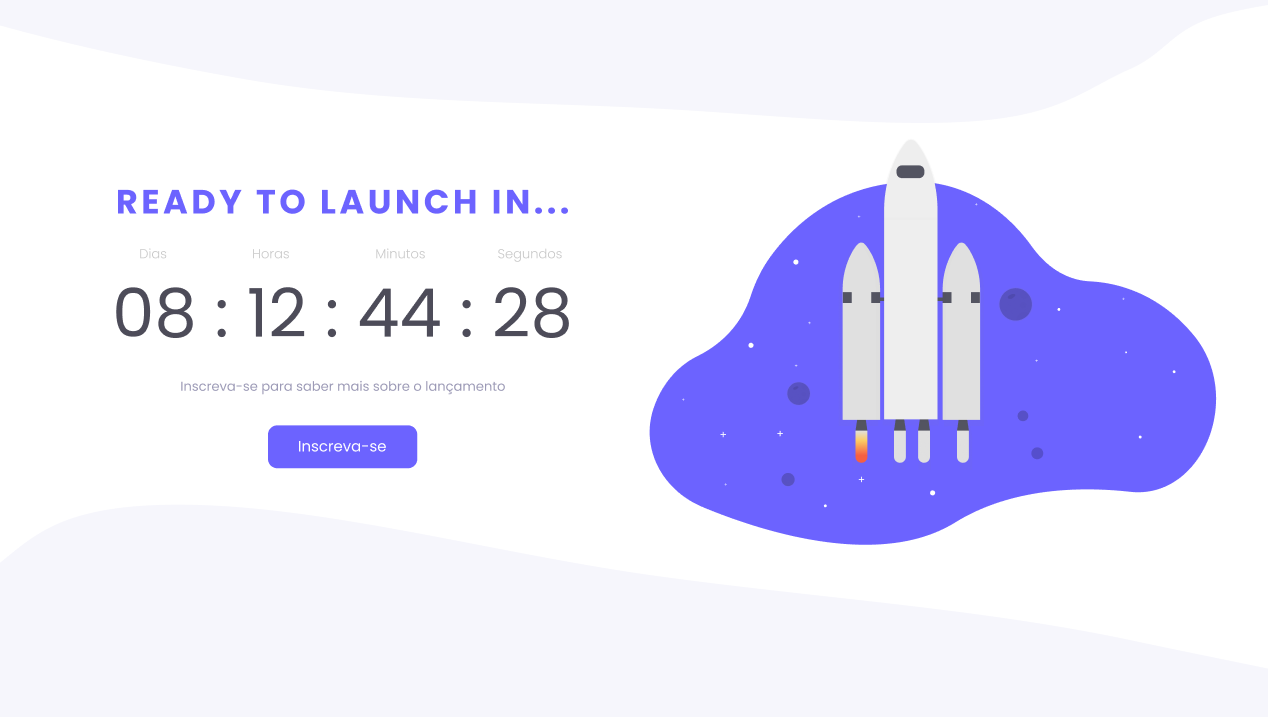 READY TO LAUNCH IN...
Dias Horas Minutos Segundos
08 : 12 : 44 : 28
Inscreva-se para saber mais sobre o lançamento
Inscreva-se